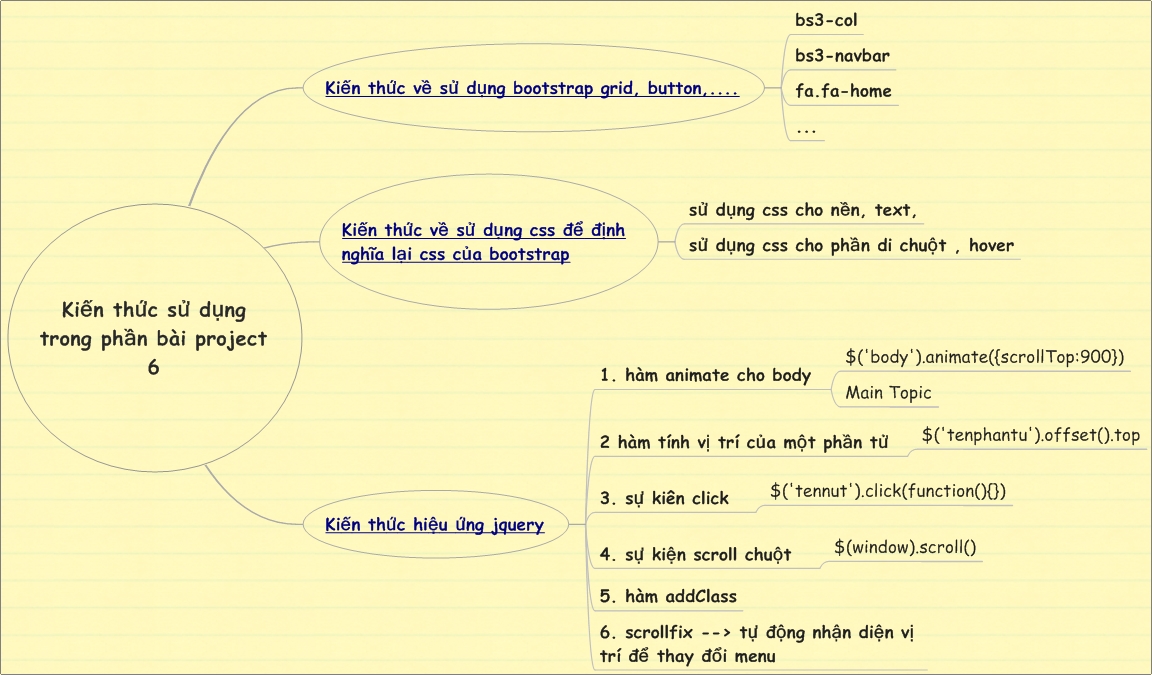 Kiến thức sử dụng
trong phần bài project
6
Kiến thức về sử dụng bootstrap grid, button,....
bs3-col
bs3-navbar
fa.fa-home
...
Kiến thức về sử dụng css để định
nghĩa lại css của bootstrap
sử dụng css cho nền, text,
sử dụng css cho phần di chuột , hover
Kiến thức hiệu ứng jquery
1. hàm animate cho body
$('body').animate({scrollTop:900})
Main Topic
2 hàm tính vị trí của một phần tử
$('tenphantu').offset().top
3. sự kiên click
$('tennut').click(function(){})
4. sự kiện scroll chuột
$(window).scroll()
5. hàm addClass
6. scrollfix --> tự động nhận diện vị
trí để thay đổi menu